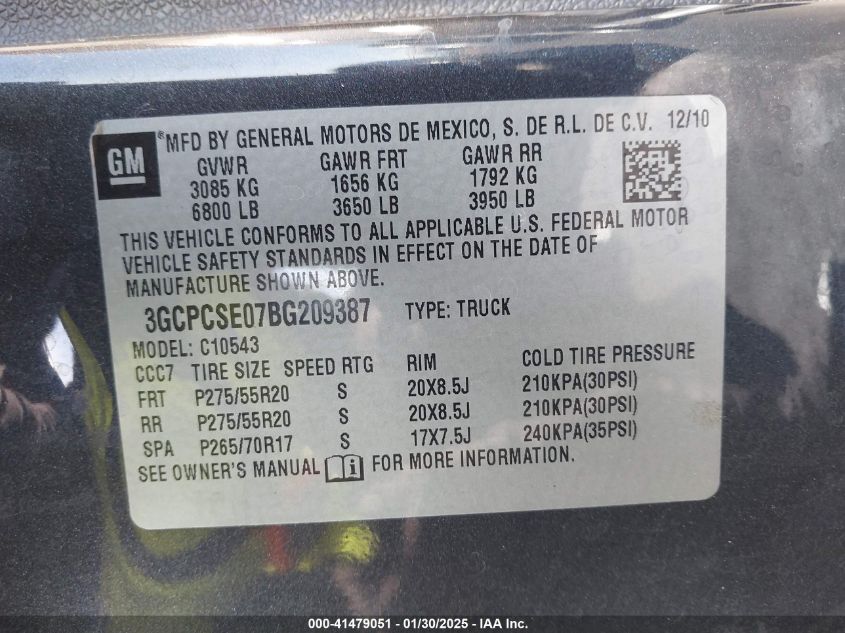 GM ®MFD BY GENERAL MOTORS DE MEXICO, S. DE R.L. DE C.V. 12/10
GVWR GAWR FRT GAWR RR
3085 KG 1656 KG 1792 KG
6800 LB 3650 LB 3950 LB
THIS VEHICLE CONFORMS TO ALL APPLICABLE U.S. FEDERAL MOTOR
VEHICLE SAFETY STANDARDS IN EFFECT ON THE DATE OF
MANUFACTURE SHOWN ABOVE.
3GCPCSE07BG209387 TYPE: TRUCK
MODEL: C10543
CCC7 TIRE SIZE SPEED RTG RIM COLD TIRE PRESSURE
FRT P275/55R20 S 20X8.5J 210KPA(30PSI)
RR P275/55R20 S 20X8.5J 210KPA(30PSI)
SPA P265/70R17 S 17X7.5J 240KPA(35PSI)
SEE OWNER'S MANUAL FOR MORE INFORMATION.
000-41479051 - 01/30/2025 - IAA Inc.